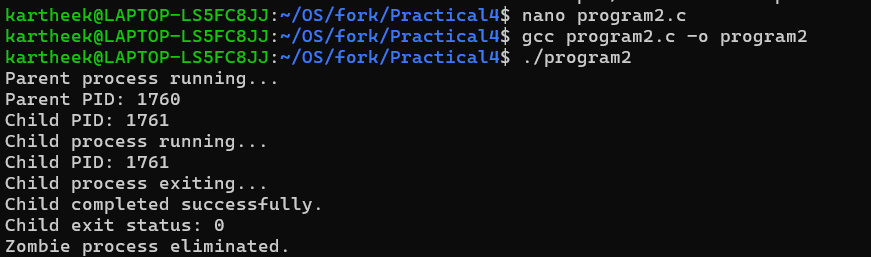 kartheek@LAPTOP-LS5FC8JJ:~/OS/fork/Practical4$ nano program2.c
kartheek@LAPTOP-LS5FC8JJ:~/OS/fork/Practical4$ gcc program2.c -o program2
kartheek@LAPTOP-LS5FC8JJ:~/OS/fork/Practical4$ ./program2
Parent process running...
Parent PID: 1760
Child PID: 1761
Child process running...
Child PID: 1761
Child process exiting...
Child completed successfully.
Child exit status: 0
Zombie process eliminated.